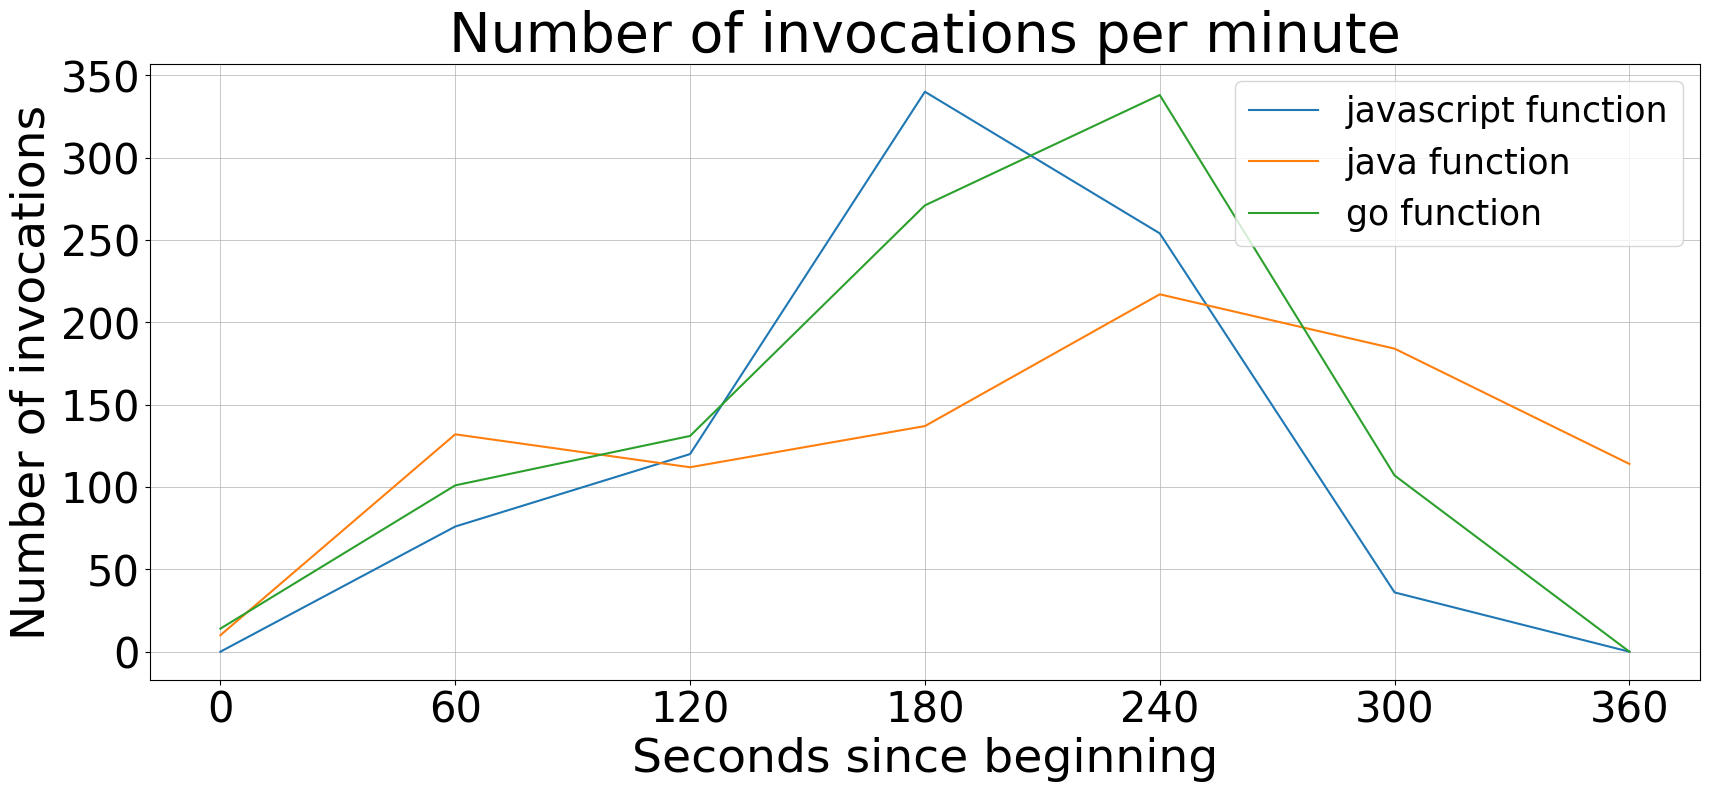 Number of invocations per minute
350
300
250
200
150
100
50
0
Number of invocations
javascript function
java function
go function
0 60 120 180 240 300 360
Seconds since beginning